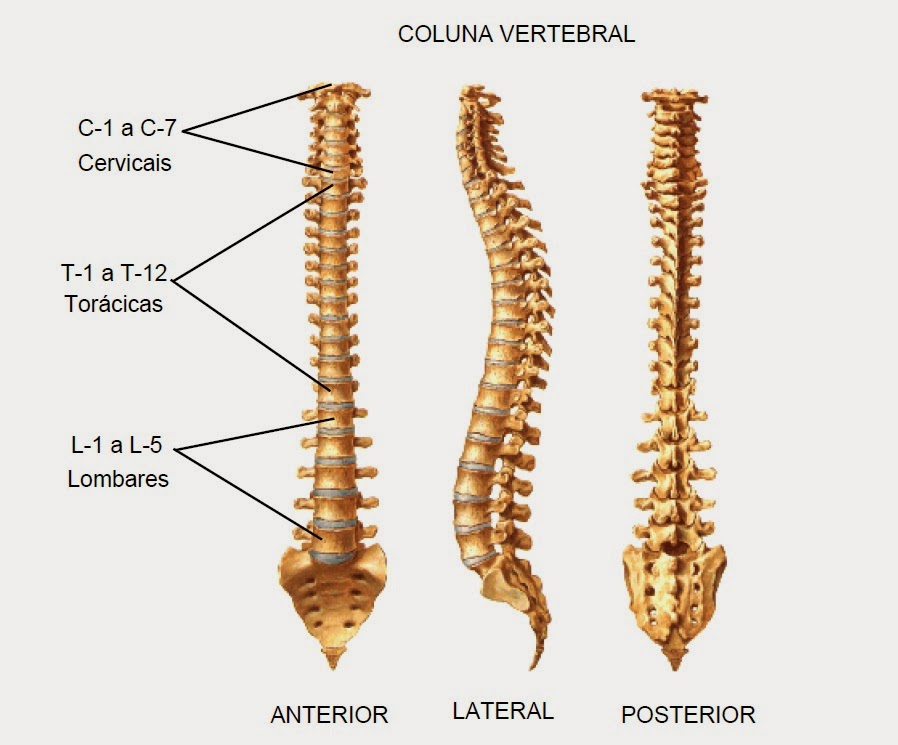 COLUNA VERTEBRAL
C-1 a C-7
Cervicais
T-1 a T-12
Torácicas
L-1 a L-5
Lombares
ANTERIOR
LATERAL
POSTERIOR